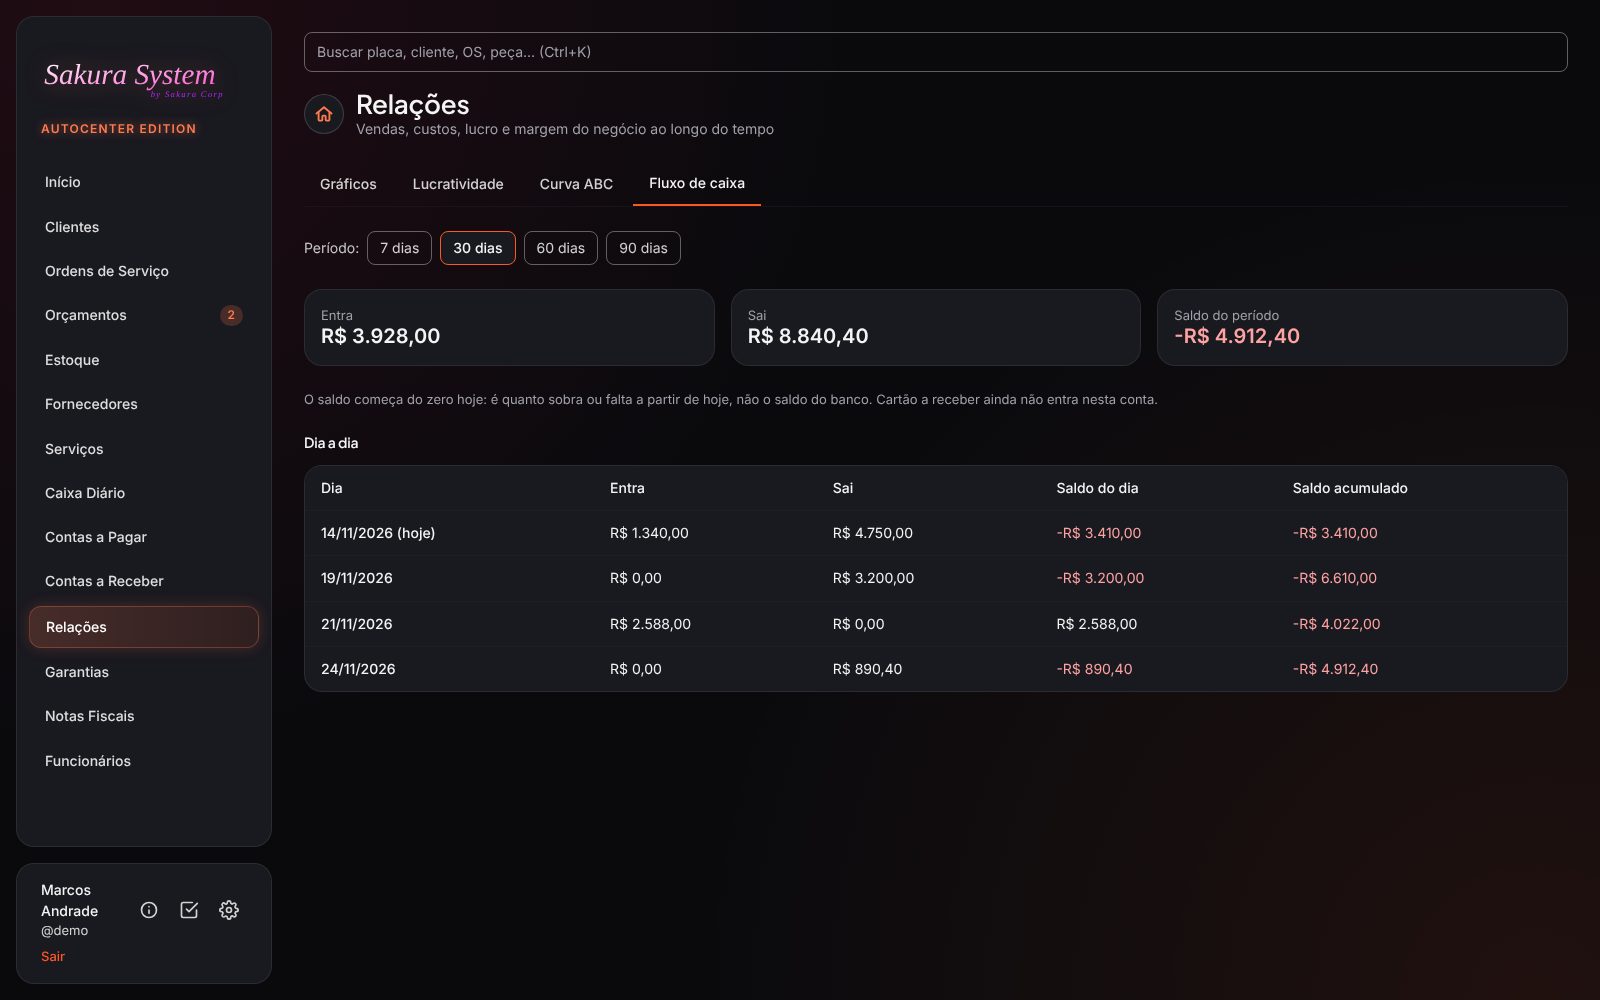 Sakura System
by Sakura Corp
AUTOCENTER EDITION
Início
Clientes
Ordens de Serviço
Orçamentos 2
Estoque
Fornecedores
Serviços
Caixa Diário
Contas a Pagar
Contas a Receber
Relações
Garantias
Notas Fiscais
Funcionários
Marcos
Andrade
@demo
Sair
Buscar placa, cliente, OS, peça... (Ctrl+K)
Relações
Vendas, custos, lucro e margem do negócio ao longo do tempo
Gráficos Lucratividade Curva ABC Fluxo de caixa
Período: 7 dias 30 dias 60 dias 90 dias
Entra
R$ 3.928,00
Sai
R$ 8.840,40
Saldo do período
-R$ 4.912,40
O saldo começa do zero hoje: é quanto sobra ou falta a partir de hoje, não o saldo do banco. Cartão a receber ainda não entra nesta conta.
Dia a dia
Dia Entra Sai Saldo do dia Saldo acumulado
14/11/2026 (hoje) R$ 1.340,00 R$ 4.750,00 -R$ 3.410,00 -R$ 3.410,00
19/11/2026 R$ 0,00 R$ 3.200,00 -R$ 3.200,00 -R$ 6.610,00
21/11/2026 R$ 2.588,00 R$ 0,00 R$ 2.588,00 -R$ 4.022,00
24/11/2026 R$ 0,00 R$ 890,40 -R$ 890,40 -R$ 4.912,40